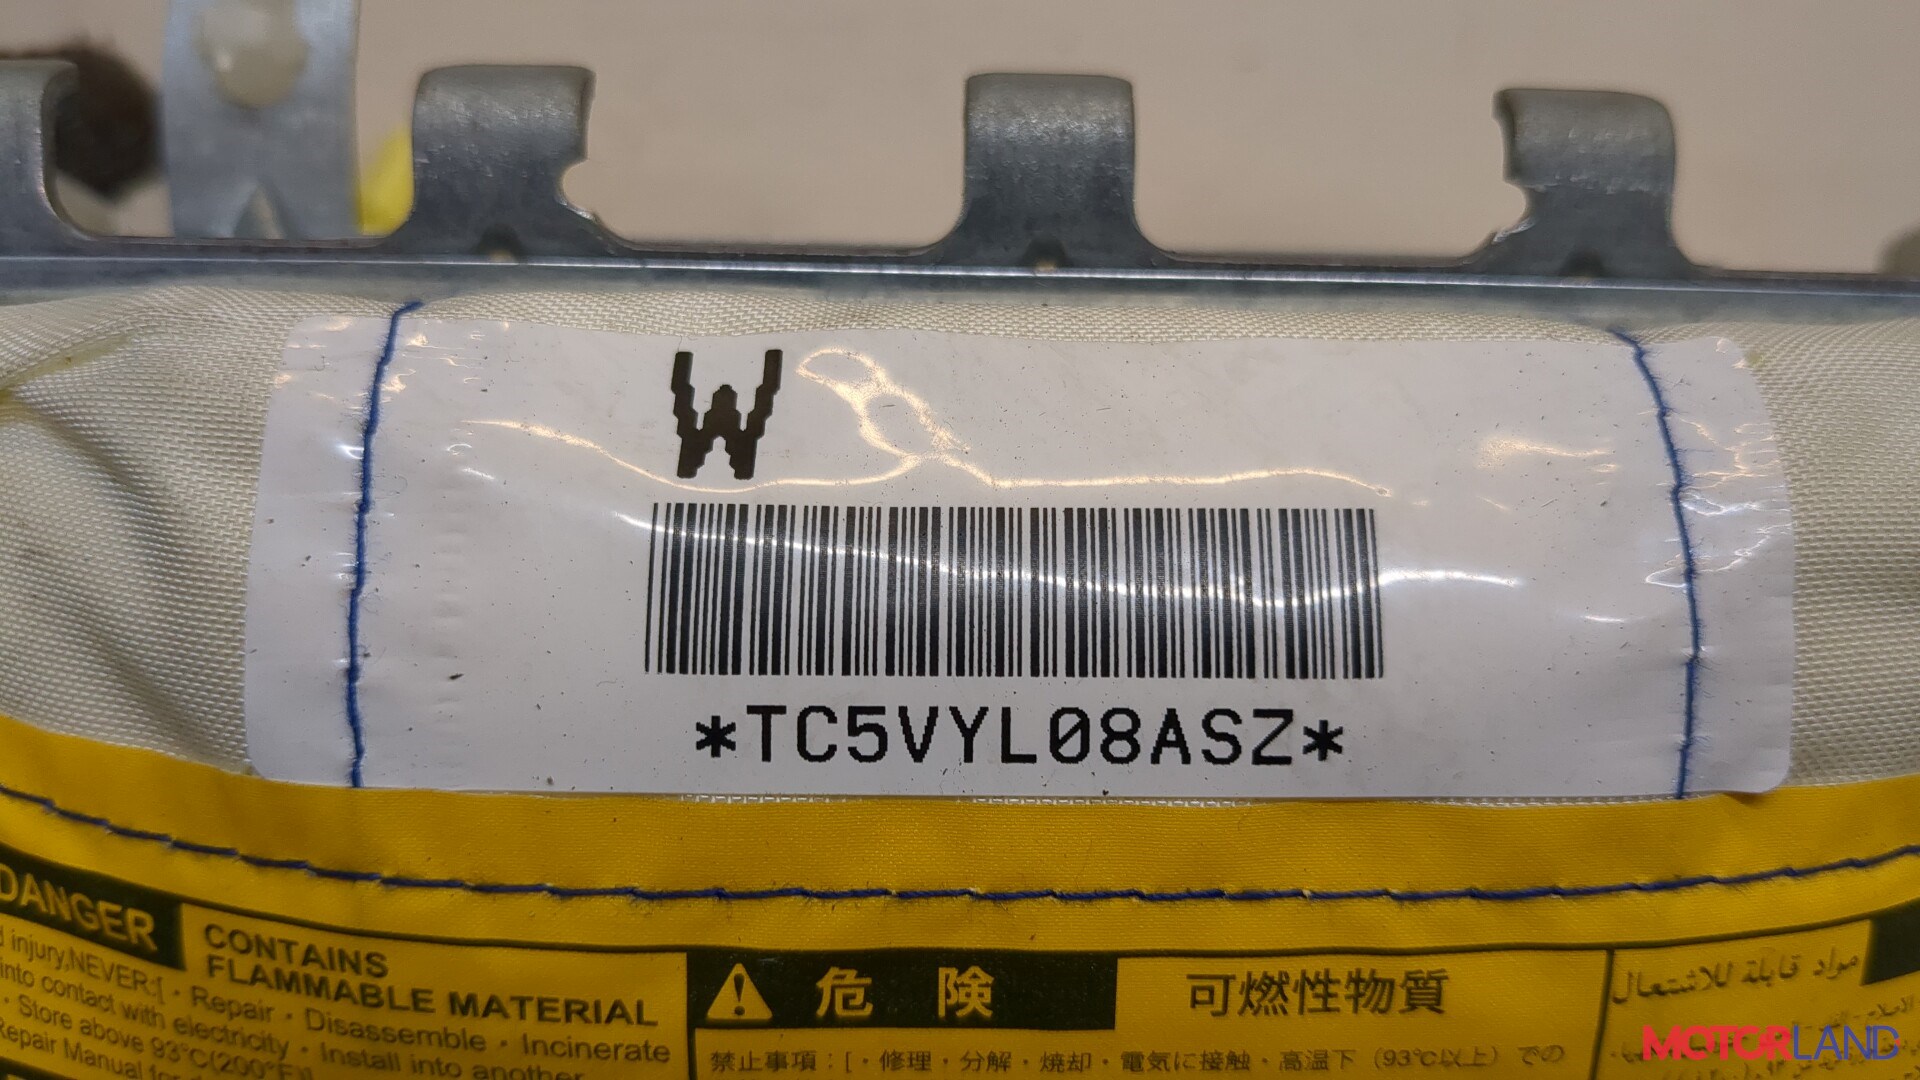 W
*TC5VYL08ASZ*
DANGER
CONTAINS
FLAMMABLE MATERIAL
injury,NEVER:[ · Repair · Disassemble · Incinerate
into contact with electricity · Install into another
· Store above 93°C(200°F)]
Repair Manual for
危 険
可燃性物質
禁止事項：[ · 修理 · 分解 · 焼却 · 電気に接触 · 高温下（93℃以上）での
مواد قابلة للاشتعال
MOTORLAND